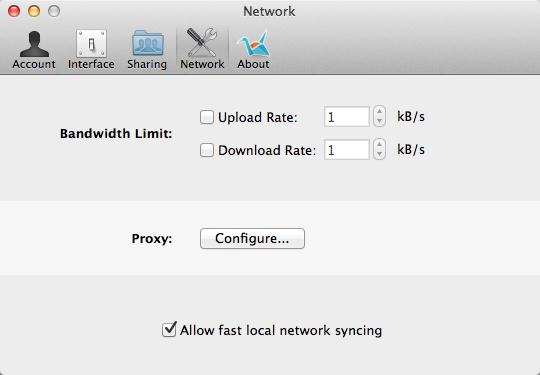 Network
Account Interface Sharing Network About
Bandwidth Limit:
Upload Rate: 1 kB/s
Download Rate: 1 kB/s
Proxy: Configure...
Allow fast local network syncing